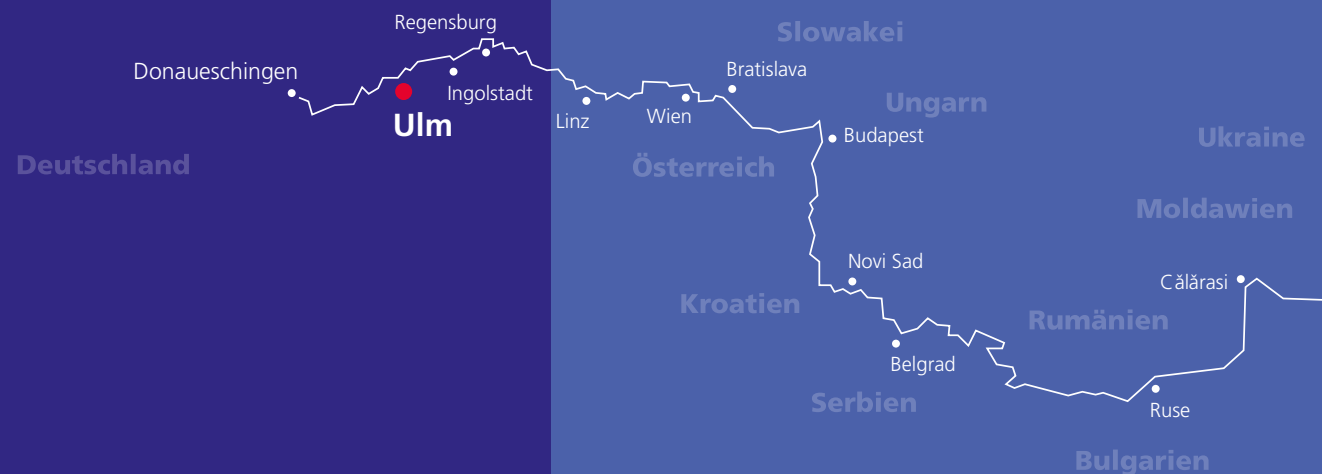 Regensburg
Slowakei
Donaueschingen
Bratislava
Ingolstadt
Ungarn
Ulm
Linz
Wien
Budapest
Ukraine
Deutschland
Österreich
Moldawien
Novi Sad
Călărasi
Kroatien
Rumänien
Belgrad
Serbien
Ruse
Bulgarien